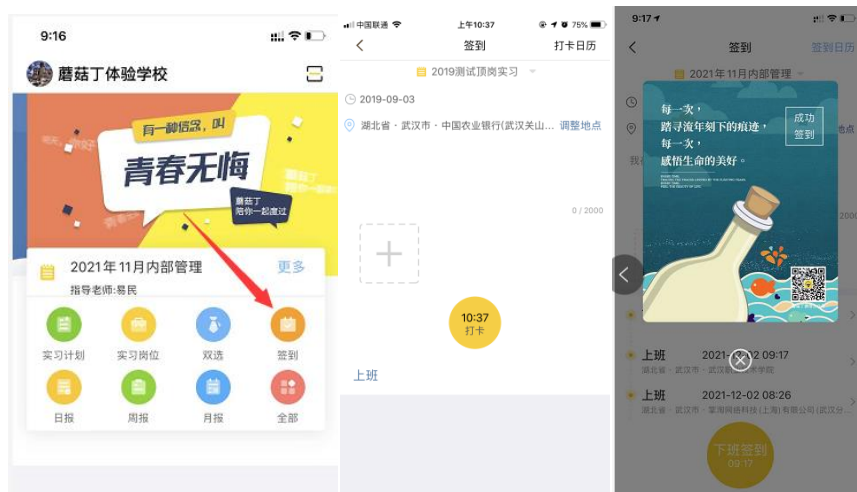 9:16
蘑菇丁体验学校
有一种信念，叫
青春无悔
蘑菇丁
陪你一起度过
2021年11月内部管理
更多
指导老师:易民
实习计划
实习岗位
双选
签到
日报
周报
月报
全部
中国联通
上午10:37
75%
签到
打卡日历
2019测试顶岗实习
2019-09-03
湖北省 · 武汉市 · 中国农业银行(武汉关山...
调整地点
0 / 2000
10:37
打卡
上班
9:17
签到
签到日历
2021年11月内部管理
每一次，
踏寻流年刻下的痕迹，
每一次，
感悟生命的美好。
成功
签到
地点
我
2000
上班
09:17
湖北省 · 武汉市
上班
2021-12-02 08:26
湖北省 · 武汉市 · 掌淘网络科技(上海)有限公司(武汉分...
下班签到
09:17